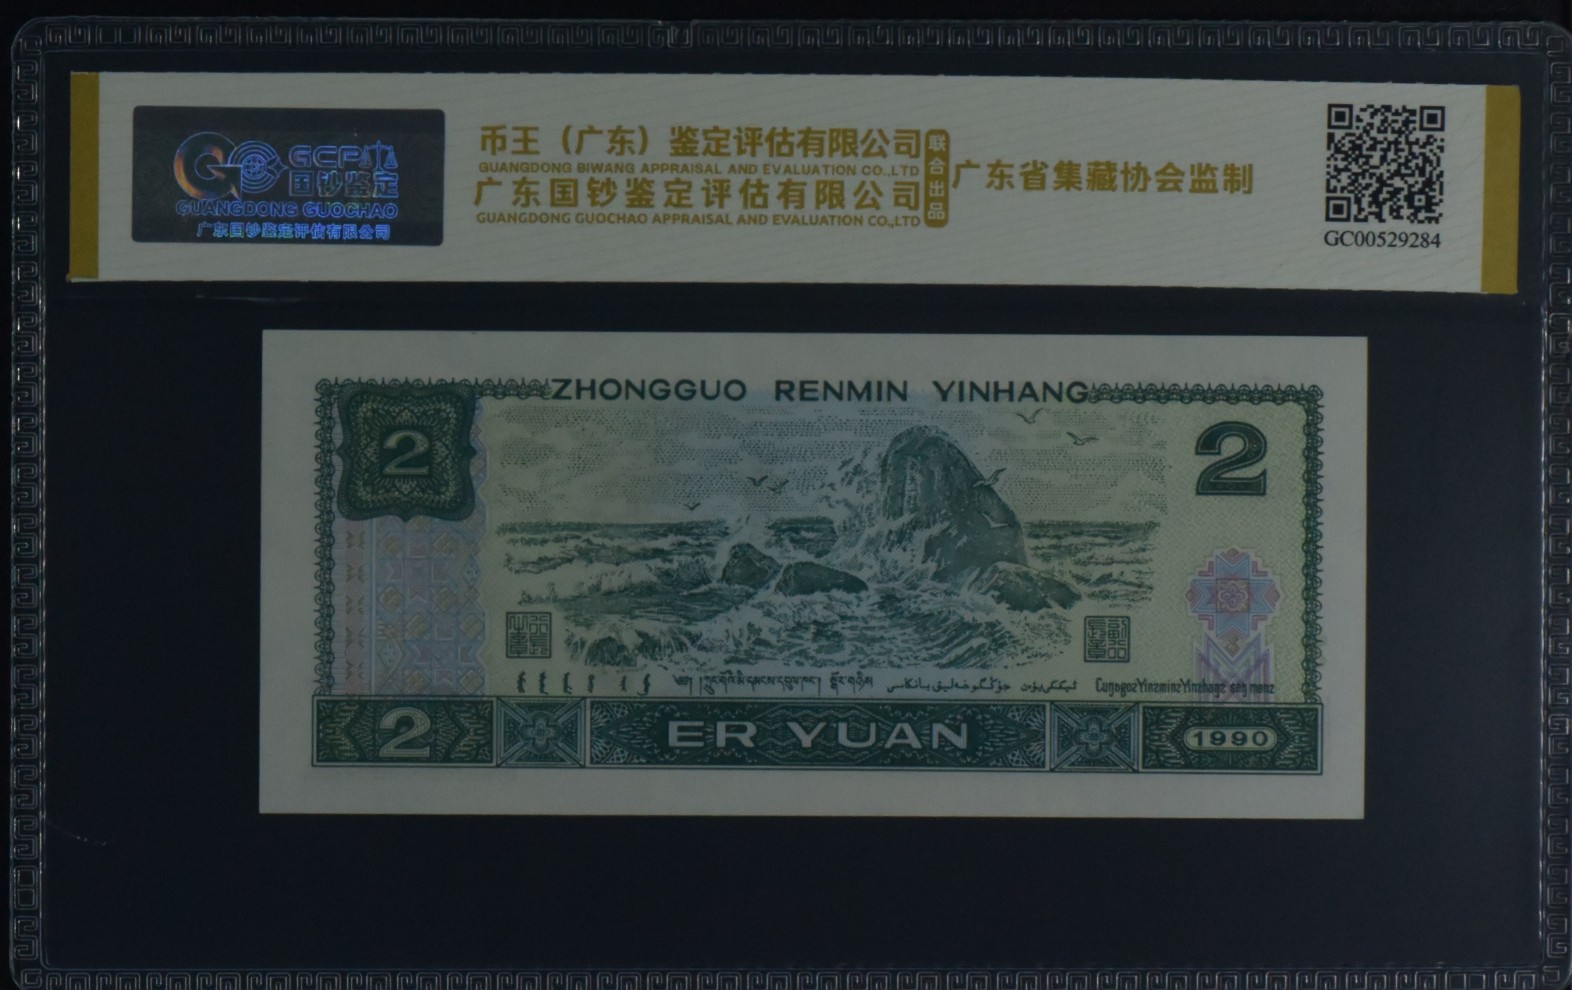 GCP
国钞鉴定
GUANGDONG GUOCHAO
广东国钞鉴定评估有限公司
币王（广东）鉴定评估有限公司
GUANGDONG BIWANG APPRAISAL AND EVALUATION CO.,LTD
广东国钞鉴定评估有限公司
GUANGDONG GUOCHAO APPRAISAL AND EVALUATION CO.,LTD
联合出品
广东省集藏协会监制
GC00529284
ZHONGGUO RENMIN YINHANG
2
2
Cunghgoz Yinzminz Yinzhangz
2
ER YUAN
1990